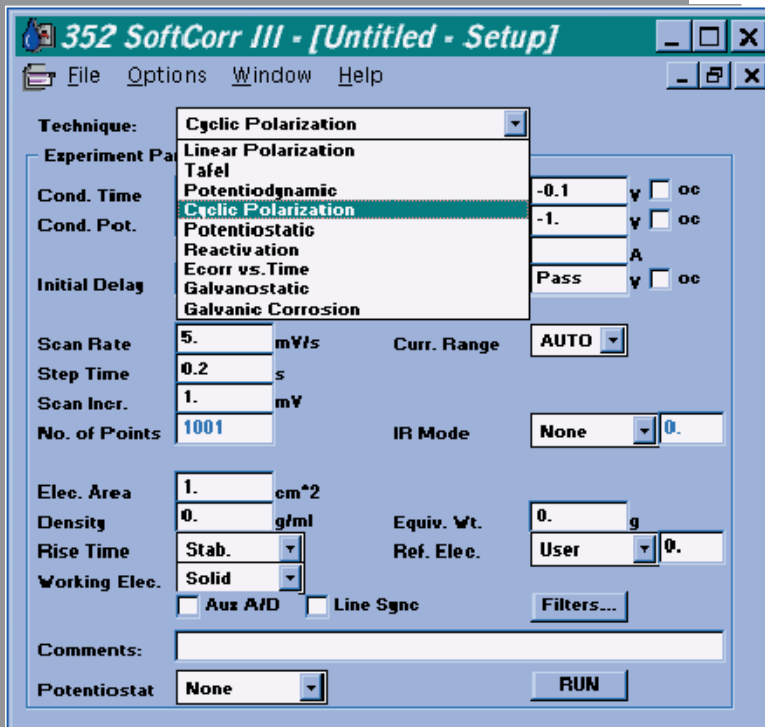 352 SoftCorr III - [Untitled - Setup]
File Options Window Help
Technique: Cyclic Polarization
Experiment Pa
Linear Polarization
Tafel
Potentiodynamic
Cyclic Polarization
Potentiostatic
Reactivation
Ecorr vs.Time
Galvanostatic
Galvanic Corrosion
Cond. Time -0.1 V oc
Cond. Pot. -1. V oc
A
Initial Delay Pass V oc
Scan Rate 5. mV/s Curr. Range AUTO
Step Time 0.2 s
Scan Incr. 1. mV
No. of Points 1001 IR Mode None 0.
Elec. Area 1. cm^2
Density 0. g/ml Equiv. Wt. 0. g
Rise Time Stab. Ref. Elec. User 0.
Working Elec. Solid
Aux A/D Line Sync Filters...
Comments:
Potentiostat None RUN